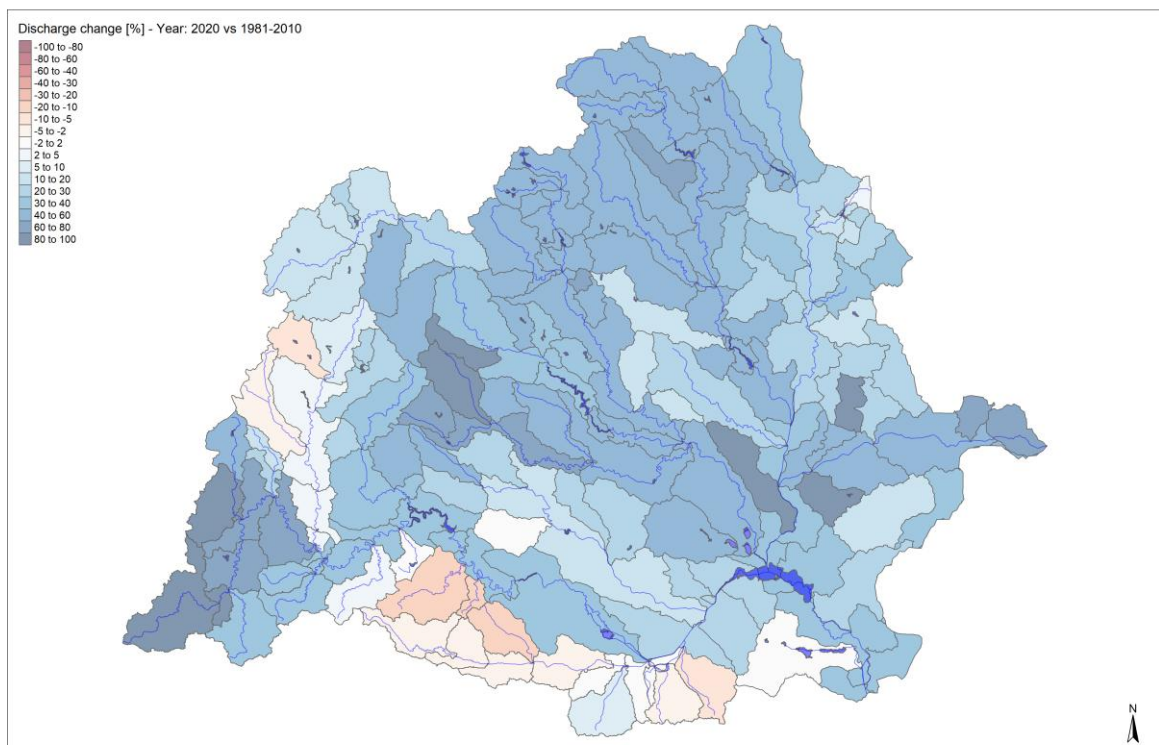 Discharge change [%] - Year: 2020 vs 1981-2010
-100 to -80
-80 to -60
-60 to -40
-40 to -30
-30 to -20
-20 to -10
-10 to -5
-5 to -2
-2 to 2
2 to 5
5 to 10
10 to 20
20 to 30
30 to 40
40 to 60
60 to 80
80 to 100
N